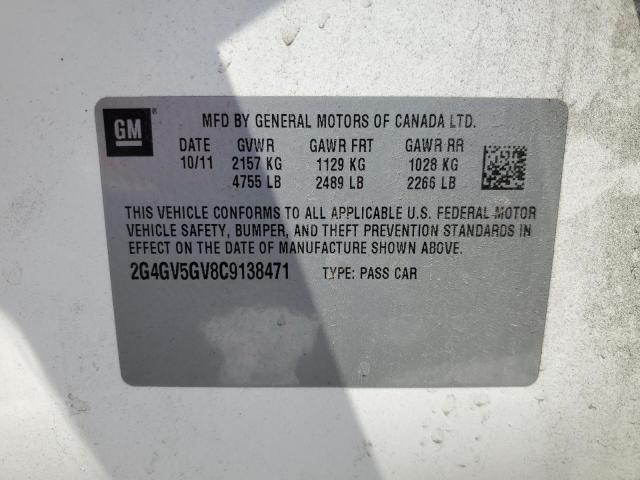 GM ®
MFD BY GENERAL MOTORS OF CANADA LTD.
DATE GVWR GAWR FRT GAWR RR
10/11 2157 KG 1129 KG 1028 KG
4755 LB 2489 LB 2266 LB
THIS VEHICLE CONFORMS TO ALL APPLICABLE U.S. FEDERAL MOTOR
VEHICLE SAFETY, BUMPER, AND THEFT PREVENTION STANDARDS IN
EFFECT ON THE DATE OF MANUFACTURE SHOWN ABOVE.
2G4GV5GV8C9138471 TYPE: PASS CAR